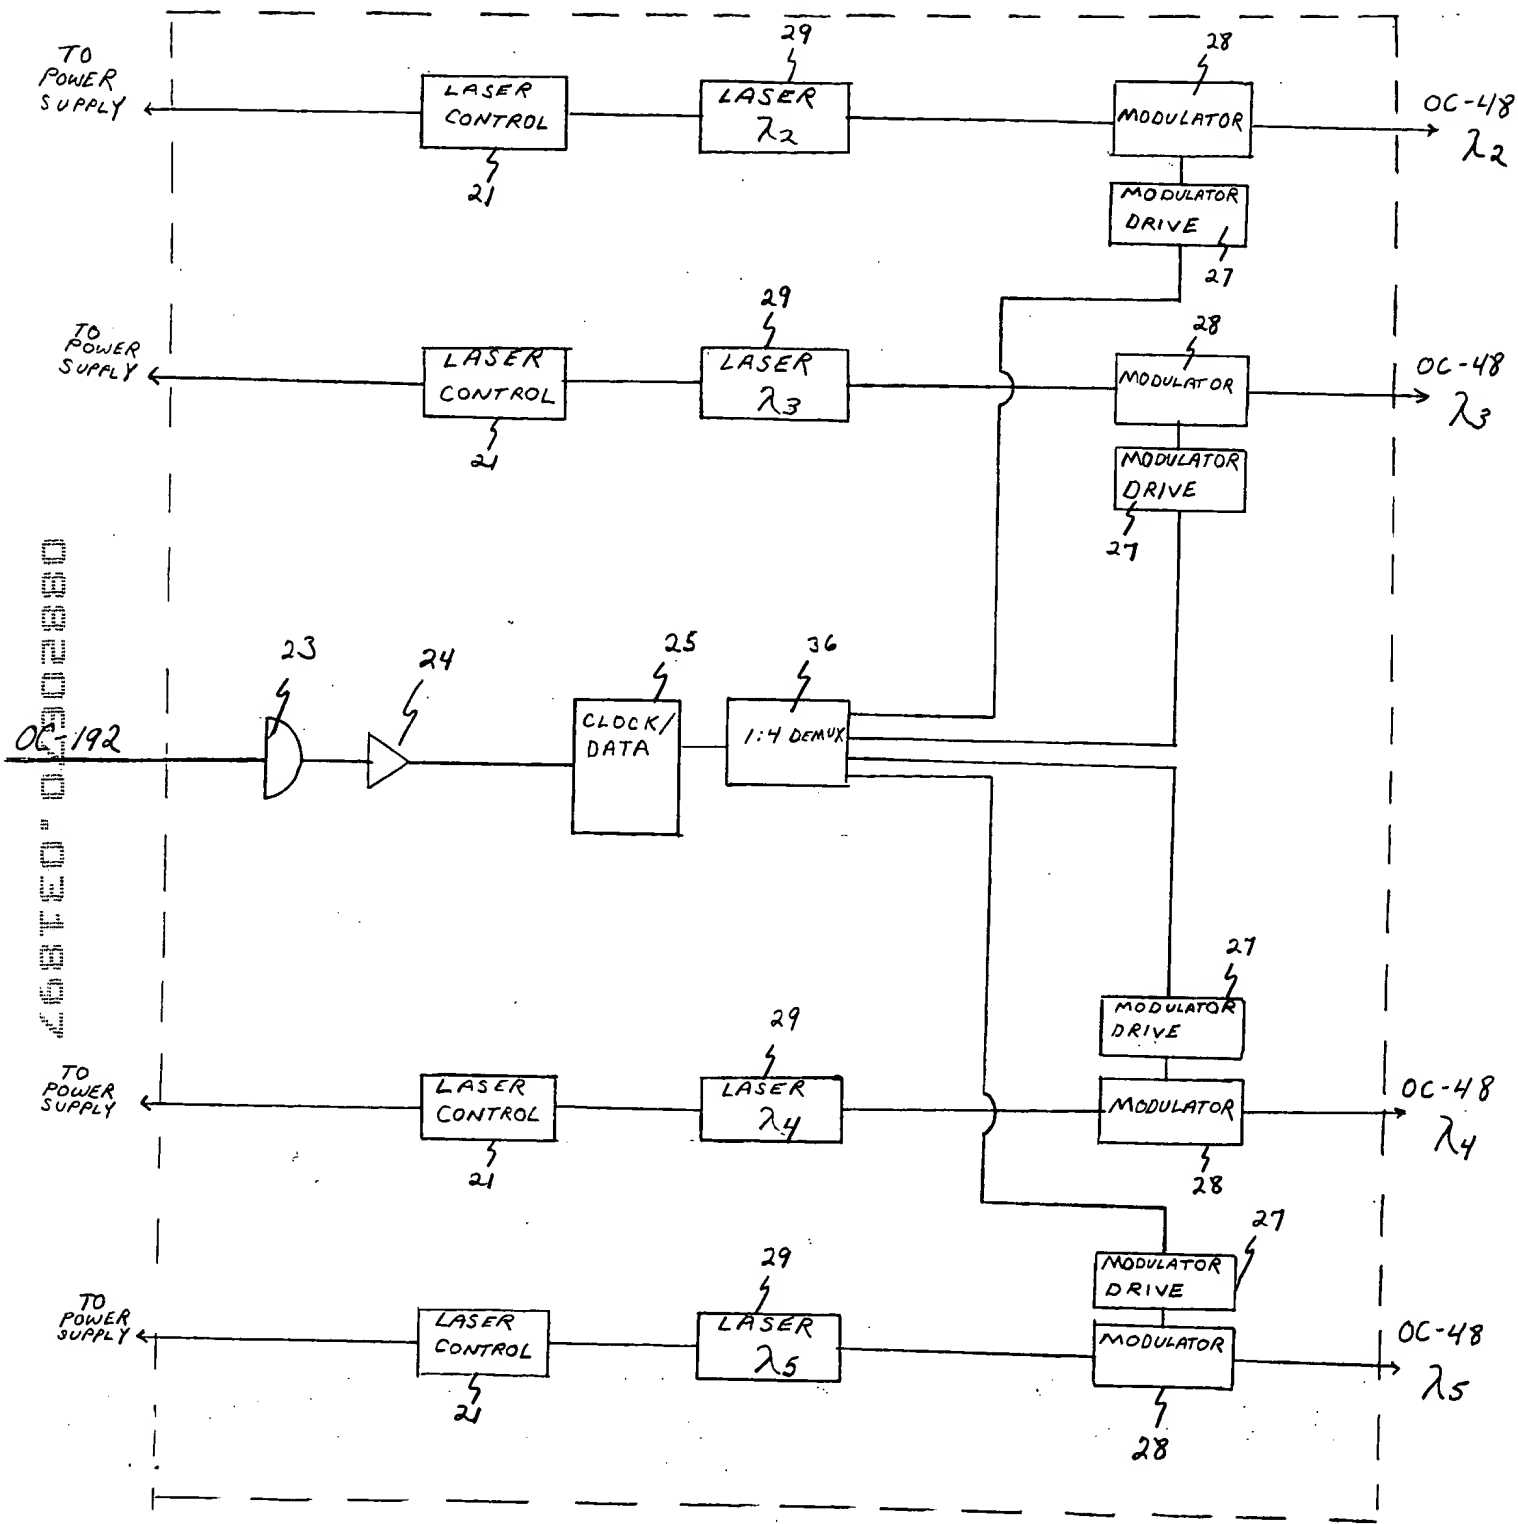 29
28
TO
POWER
SUPPLY
LASER
CONTROL
LASER
λ2
MODULATOR
OC-48
λ2
21
MODULATOR
DRIVE
27
29
28
TO
POWER
SUPPLY
LASER
CONTROL
LASER
λ3
MODULATOR
OC-48
λ3
21
MODULATOR
DRIVE
27
23
24
25
36
OC-192
CLOCK/
DATA
1:4 DEMUX
27
MODULATOR
DRIVE
29
TO
POWER
SUPPLY
LASER
CONTROL
LASER
λ4
MODULATOR
OC-48
λ4
21
28
27
MODULATOR
DRIVE
29
TO
POWER
SUPPLY
LASER
CONTROL
LASER
λ5
MODULATOR
OC-48
λ5
21
28